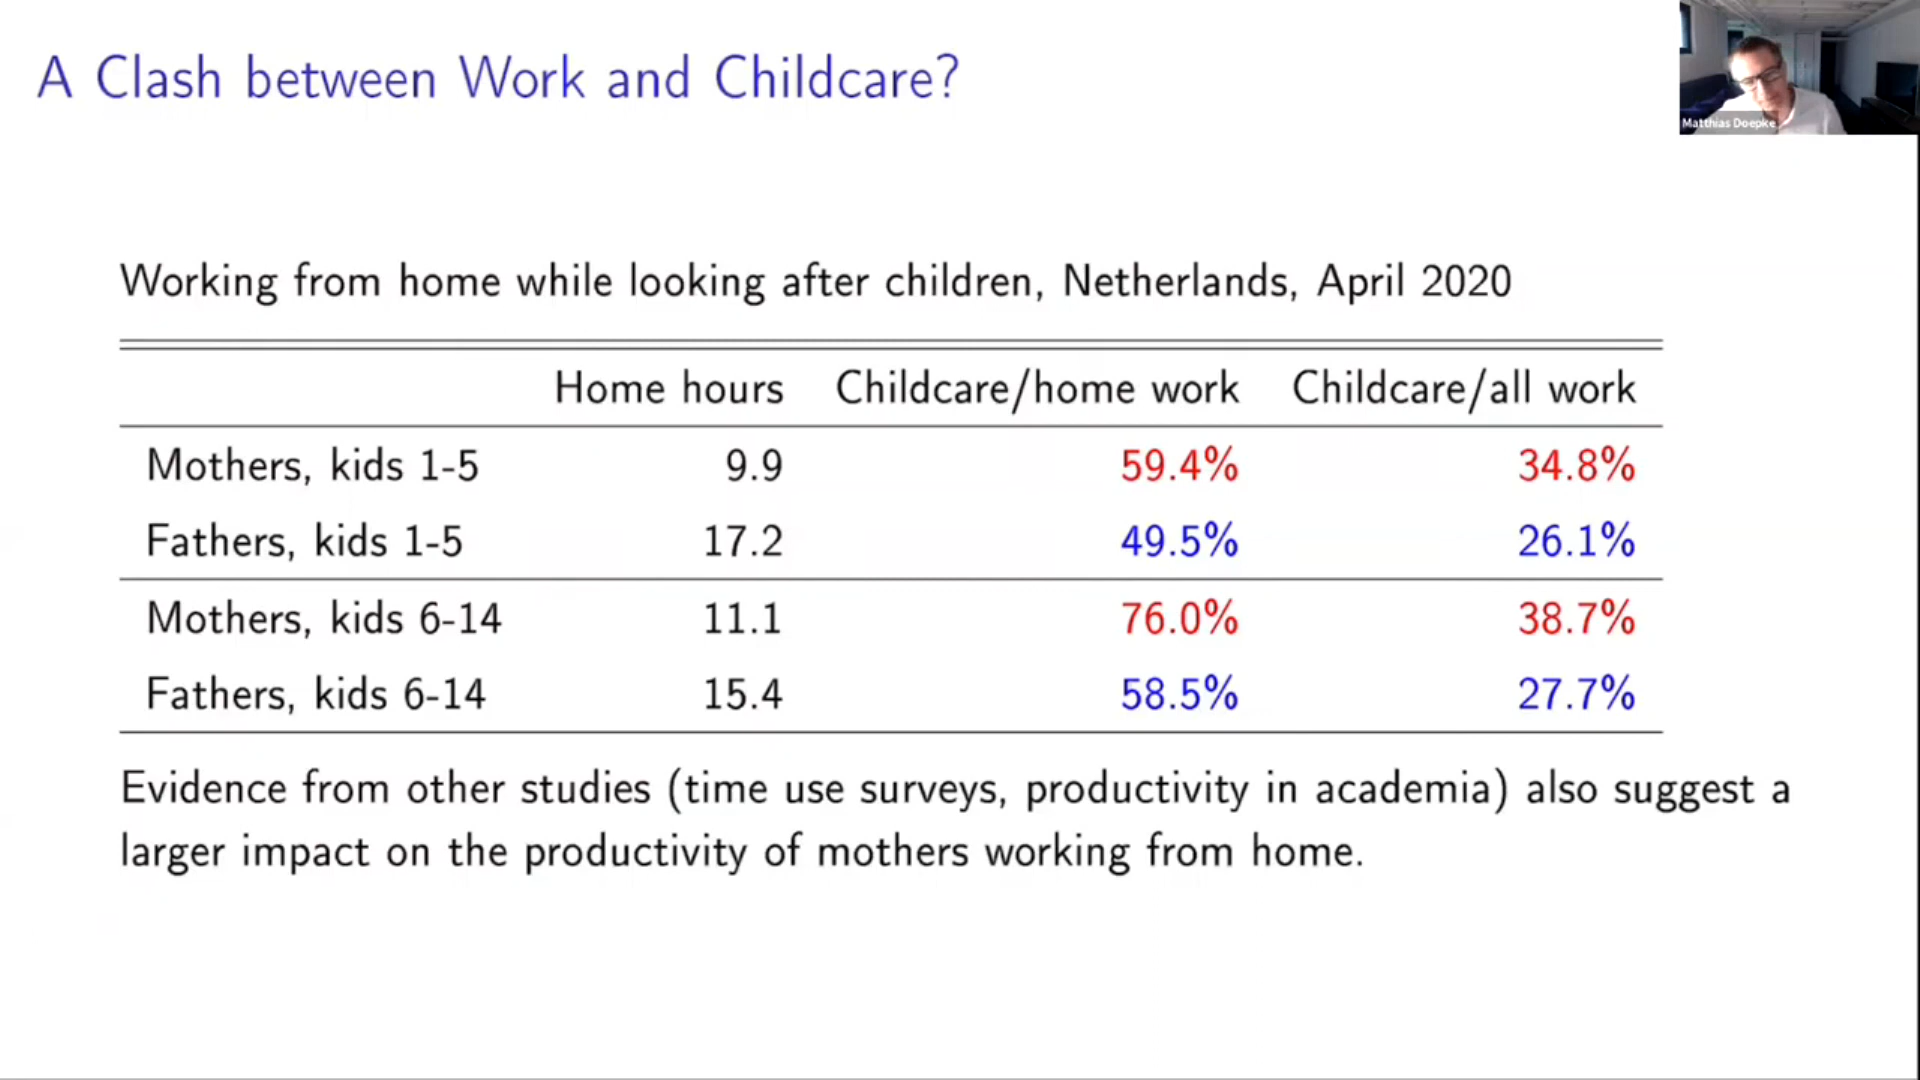 A Clash between Work and Childcare?
Matthias Doepke
Working from home while looking after children, Netherlands, April 2020
Home hours Childcare/home work Childcare/all work
Mothers, kids 1-5 9.9 59.4% 34.8%
Fathers, kids 1-5 17.2 49.5% 26.1%
Mothers, kids 6-14 11.1 76.0% 38.7%
Fathers, kids 6-14 15.4 58.5% 27.7%
Evidence from other studies (time use surveys, productivity in academia) also suggest a
larger impact on the productivity of mothers working from home.